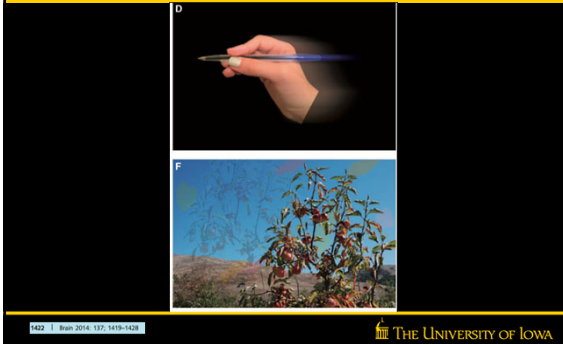 D
F
1422 | Brain 2014: 137; 1419–1428
THE UNIVERSITY OF IOWA